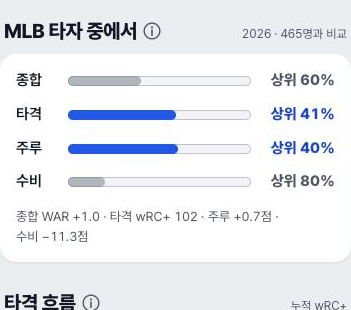 MLB 타자 중에서 ⓘ
2026 · 465명과 비교
종합 상위 60%
타격 상위 41%
주루 상위 40%
수비 상위 80%
종합 WAR +1.0 · 타격 wRC+ 102 · 주루 +0.7점 ·
수비 −11.3점
타격 흐름 ⓘ
누적 wRC+